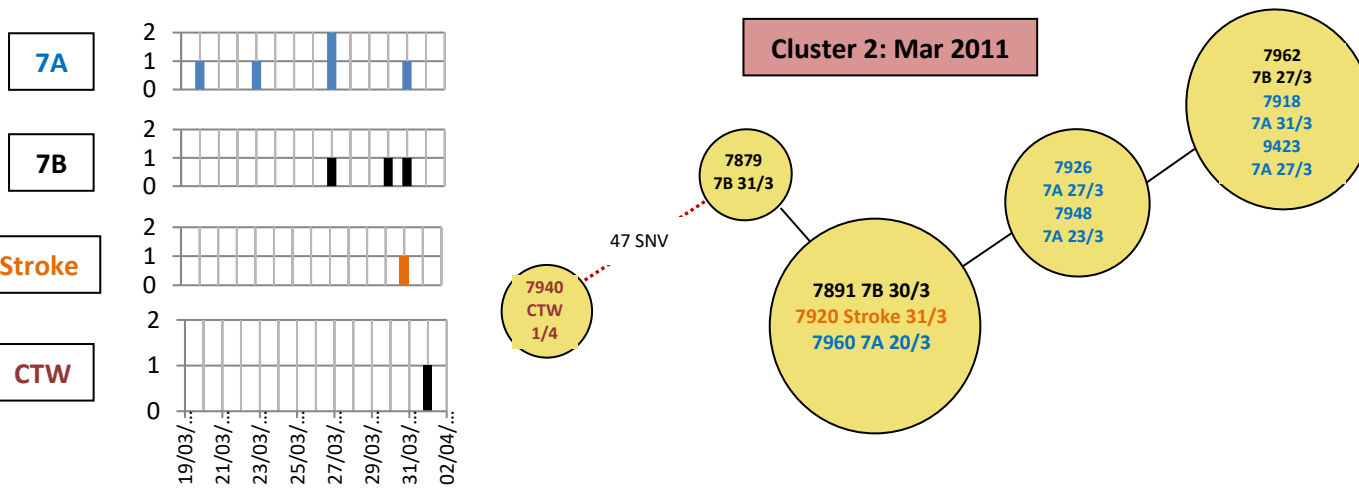 7A
2
1
0
7B
2
1
0
Stroke
2
1
0
CTW
2
1
0
19/03/...
21/03/...
23/03/...
25/03/...
27/03/...
29/03/...
31/03/...
02/04/...
Cluster 2: Mar 2011
7940
CTW
1/4
47 SNV
7879
7B 31/3
7891 7B 30/3
7920 Stroke 31/3
7960 7A 20/3
7926
7A 27/3
7948
7A 23/3
7962
7B 27/3
7918
7A 31/3
9423
7A 27/3